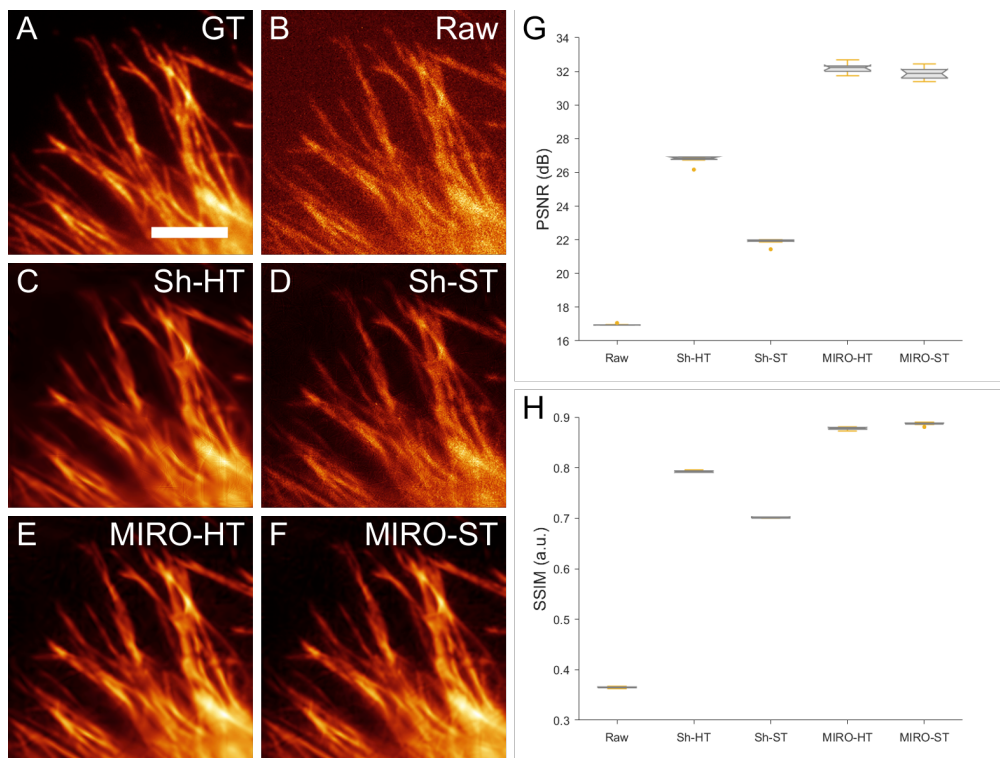 A GT
B Raw
C Sh-HT
D Sh-ST
E MIRO-HT
F MIRO-ST
G
PSNR (dB)
34
32
30
28
26
24
22
20
18
16
Raw Sh-HT Sh-ST MIRO-HT MIRO-ST
H
SSIM (a.u.)
0.9
0.8
0.7
0.6
0.5
0.4
0.3
Raw Sh-HT Sh-ST MIRO-HT MIRO-ST